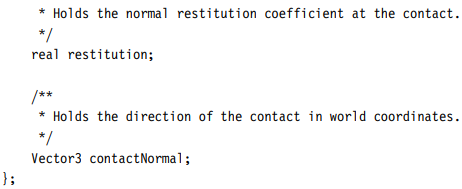 * Holds the normal restitution coefficient at the contact.
*/
real restitution;
/**
* Holds the direction of the contact in world coordinates.
*/
Vector3 contactNormal;
};